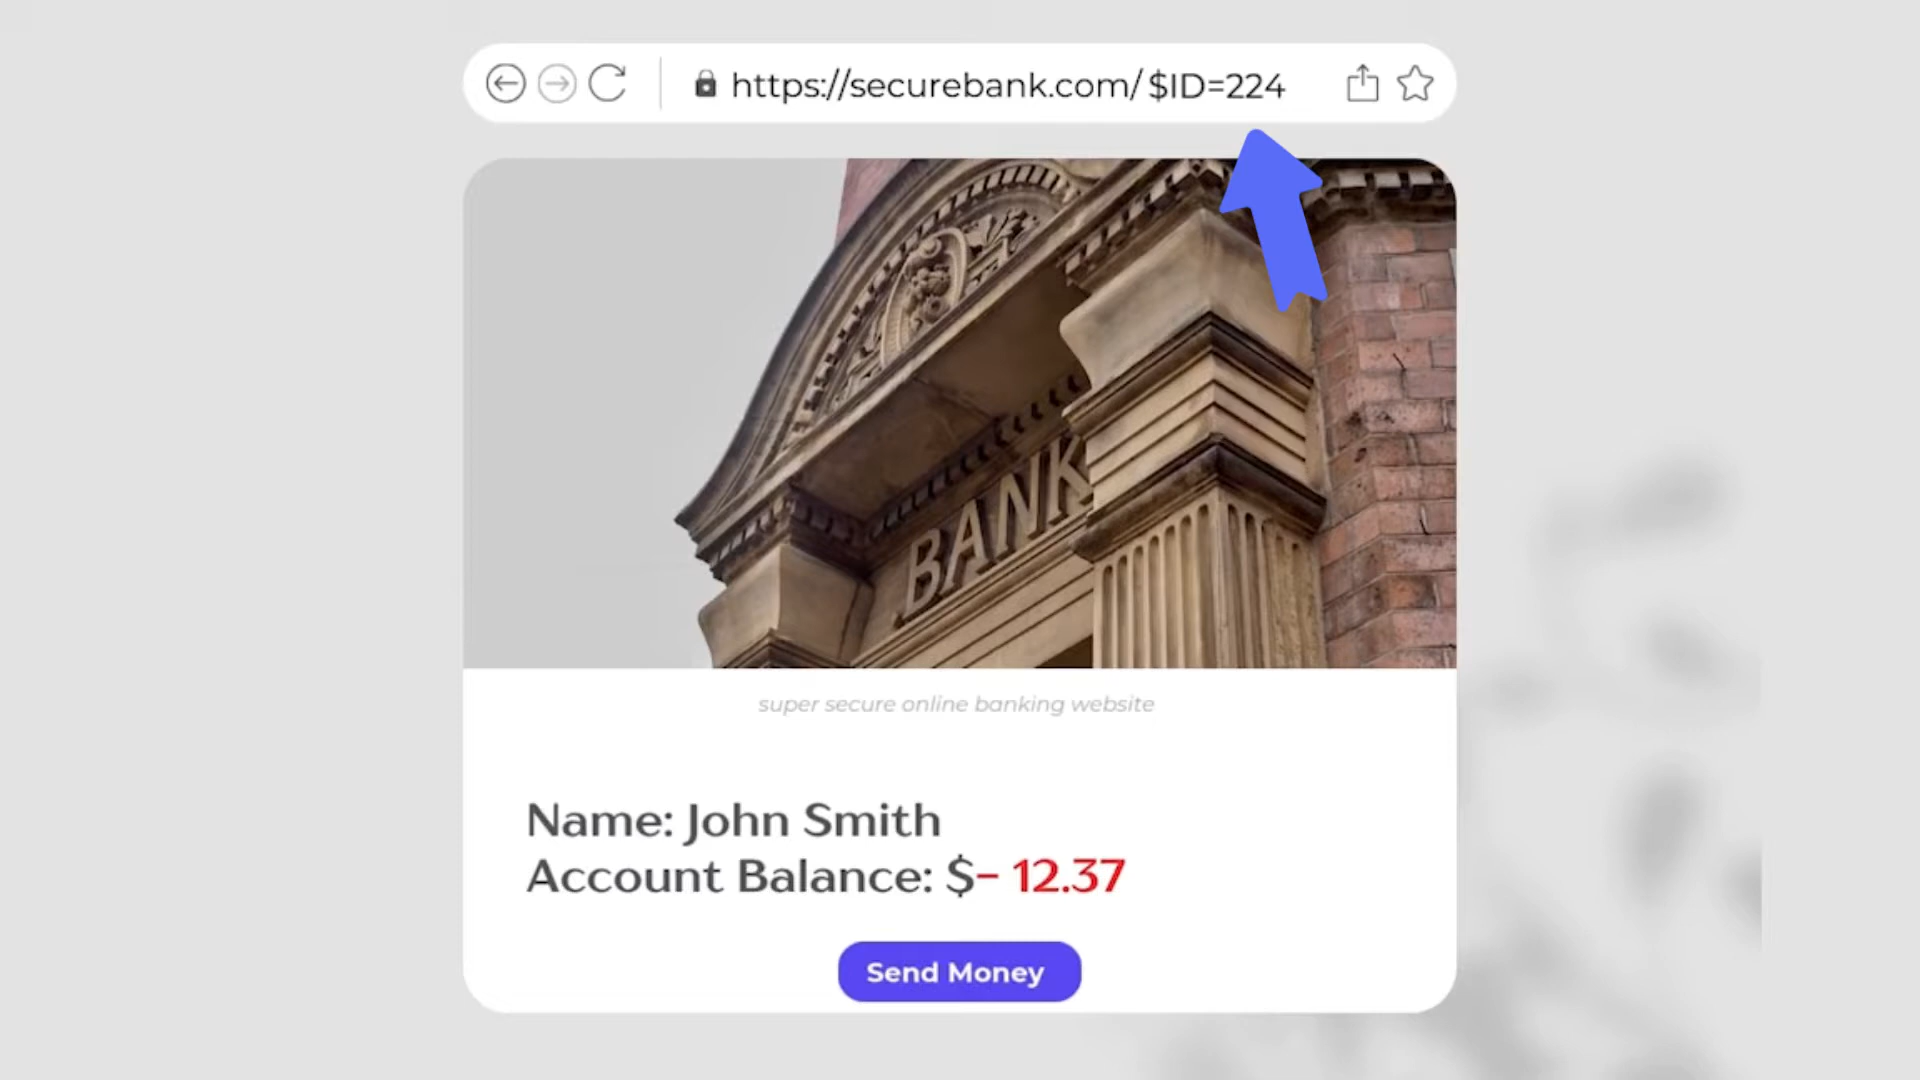 https://securebank.com/ $ID=224
BANK
super secure online banking website
Name: John Smith
Account Balance: $- 12.37
Send Money